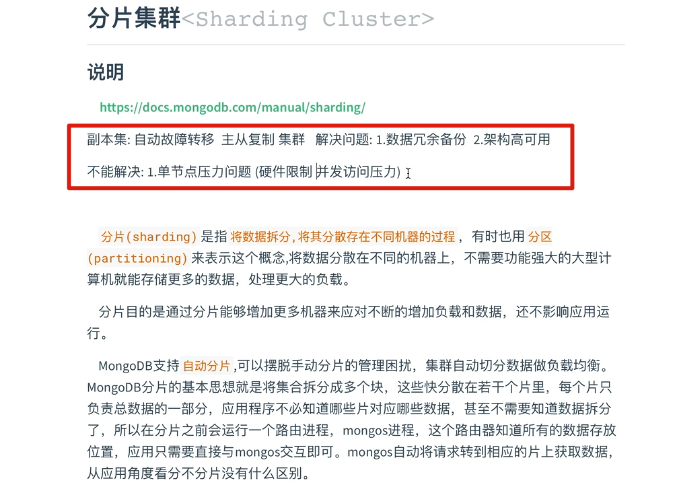 分片集群<Sharding Cluster>
说明
https://docs.mongodb.com/manual/sharding/
副本集: 自动故障转移 主从复制 集群 解决问题: 1.数据冗余备份 2.架构高可用
不能解决: 1.单节点压力问题 (硬件限制 并发访问压力)
分片(sharding)是指将数据拆分,将其分散存在不同机器的过程，有时也用分区
(partitioning)来表示这个概念,将数据分散在不同的机器上，不需要功能强大的大型计
算机就能存储更多的数据，处理更大的负载。
分片目的是通过分片能够增加更多机器来应对不断的增加负载和数据，还不影响应用运
行。
MongoDB支持自动分片,可以摆脱手动分片的管理困扰，集群自动切分数据做负载均衡。
MongoDB分片的基本思想就是将集合拆分成多个块，这些快分散在若干个片里，每个片只
负责总数据的一部分，应用程序不必知道哪些片对应哪些数据，甚至不需要知道数据拆分
了，所以在分片之前会运行一个路由进程，mongos进程，这个路由器知道所有的数据存放
位置，应用只需要直接与mongos交互即可。mongos自动将请求转到相应的片上获取数据，
从应用角度看分不分片没有什么区别。